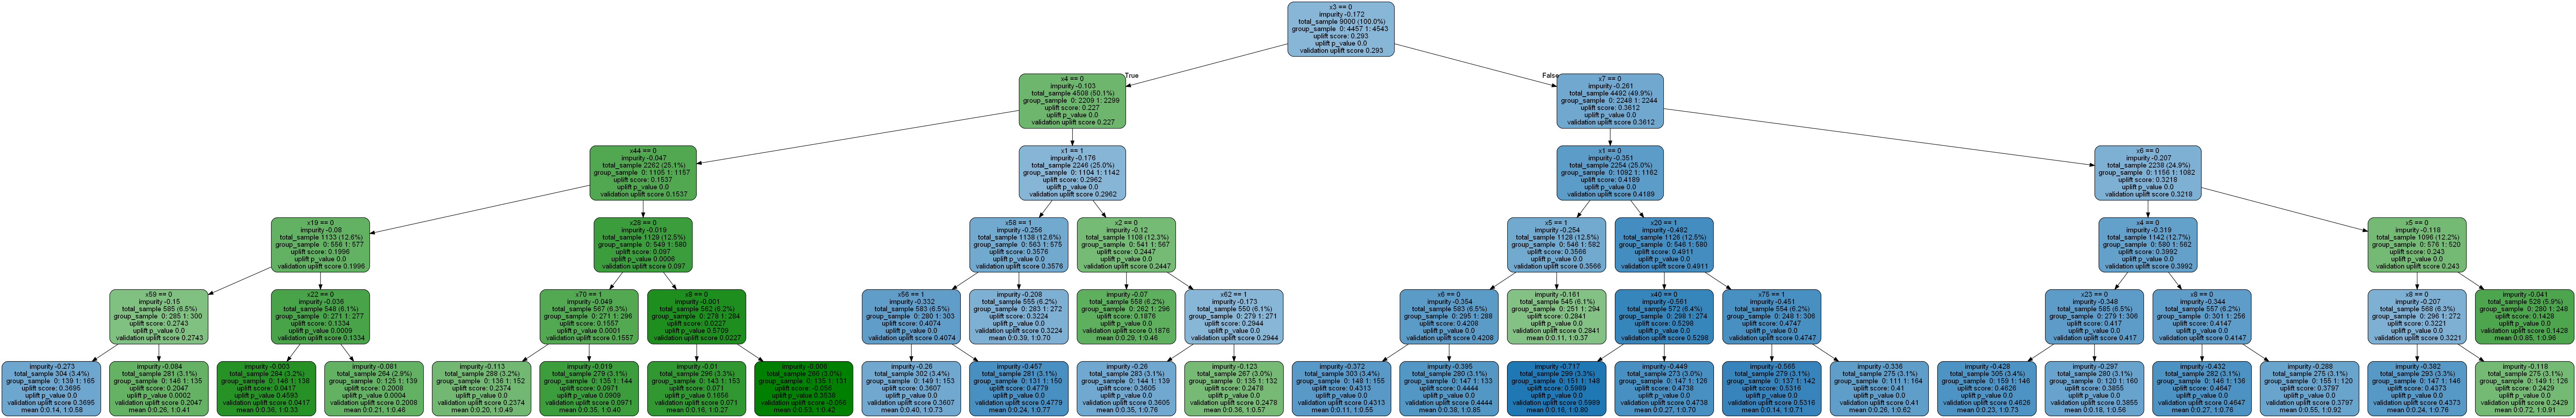 x3 == 0
impurity -0.172
total_sample 9000 (100.0%)
group_sample 0: 4457 1: 4543
uplift score: 0.293
uplift p_value 0.0
validation uplift score 0.293
True
False
x4 == 0
impurity -0.103
total_sample 4508 (50.1%)
group_sample 0: 2209 1: 2299
uplift score: 0.227
uplift p_value 0.0
validation uplift score 0.227
x7 == 0
impurity -0.261
total_sample 4492 (49.9%)
group_sample 0: 2248 1: 2244
uplift score: 0.3612
uplift p_value 0.0
validation uplift score 0.3612
x44 == 0
impurity -0.047
total_sample 2262 (25.1%)
group_sample 0: 1105 1: 1157
uplift score: 0.1537
uplift p_value 0.0
validation uplift score 0.1537
x1 == 1
impurity -0.176
total_sample 2246 (25.0%)
group_sample 0: 1104 1: 1142
uplift score: 0.2962
uplift p_value 0.0
validation uplift score 0.2962
x1 == 0
impurity -0.351
total_sample 2254 (25.0%)
group_sample 0: 1092 1: 1162
uplift score: 0.4189
uplift p_value 0.0
validation uplift score 0.4189
x6 == 0
impurity -0.207
total_sample 2238 (24.9%)
group_sample 0: 1156 1: 1082
uplift score: 0.3218
uplift p_value 0.0
validation uplift score 0.3218
x19 == 0
impurity -0.08
total_sample 1133 (12.6%)
group_sample 0: 556 1: 577
uplift score: 0.1996
uplift p_value 0.0
validation uplift score 0.1996
x28 == 0
impurity -0.019
total_sample 1129 (12.5%)
group_sample 0: 549 1: 580
uplift score: 0.097
uplift p_value 0.0006
validation uplift score 0.097
x58 == 1
impurity -0.256
total_sample 1138 (12.6%)
group_sample 0: 563 1: 575
uplift score: 0.3576
uplift p_value 0.0
validation uplift score 0.3576
x2 == 0
impurity -0.12
total_sample 1108 (12.3%)
group_sample 0: 541 1: 567
uplift score: 0.2447
uplift p_value 0.0
validation uplift score 0.2447
x5 == 1
impurity -0.254
total_sample 1128 (12.5%)
group_sample 0: 546 1: 582
uplift score: 0.3566
uplift p_value 0.0
validation uplift score 0.3566
x20 == 1
impurity -0.482
total_sample 1126 (12.5%)
group_sample 0: 546 1: 580
uplift score: 0.4911
uplift p_value 0.0
validation uplift score 0.4911
x4 == 0
impurity -0.319
total_sample 1142 (12.7%)
group_sample 0: 580 1: 562
uplift score: 0.3992
uplift p_value 0.0
validation uplift score 0.3992
x5 == 0
impurity -0.118
total_sample 1096 (12.2%)
group_sample 0: 576 1: 520
uplift score: 0.243
uplift p_value 0.0
validation uplift score 0.243
x59 == 0
impurity -0.15
total_sample 585 (6.5%)
group_sample 0: 285 1: 300
uplift score: 0.2743
uplift p_value 0.0
validation uplift score 0.2743
x22 == 0
impurity -0.036
total_sample 548 (6.1%)
group_sample 0: 271 1: 277
uplift score: 0.1334
uplift p_value 0.0009
validation uplift score 0.1334
x70 == 1
impurity -0.049
total_sample 567 (6.3%)
group_sample 0: 271 1: 296
uplift score: 0.1557
uplift p_value 0.0001
validation uplift score 0.1557
impurity -0.001
total_sample 562 (6.2%)
group_sample 0: 278 1: 284
uplift score: 0.0227
uplift p_value 0.5709
validation uplift score 0.0227
x56 == 1
impurity -0.332
total_sample 583 (6.5%)
group_sample 0: 280 1: 303
uplift score: 0.4074
uplift p_value 0.0
validation uplift score 0.4074
impurity -0.208
total_sample 555 (6.2%)
group_sample 0: 283 1: 272
uplift score: 0.3224
uplift p_value 0.0
validation uplift score 0.3224
mean 0:0.39, 1:0.70
impurity -0.07
total_sample 558 (6.2%)
group_sample 0: 262 1: 296
uplift score: 0.1876
uplift p_value 0.0
validation uplift score 0.1876
mean 0:0.29, 1:0.46
x62 == 1
impurity -0.173
total_sample 550 (6.1%)
group_sample 0: 279 1: 271
uplift score: 0.2944
uplift p_value 0.0
validation uplift score 0.2944
x6 == 0
impurity -0.354
total_sample 583 (6.5%)
group_sample 0: 295 1: 288
uplift score: 0.4208
uplift p_value 0.0
validation uplift score 0.4208
impurity -0.161
total_sample 545 (6.1%)
group_sample 0: 251 1: 294
uplift score: 0.2841
uplift p_value 0.0
validation uplift score 0.2841
mean 0:0.11, 1:0.37
x40 == 0
impurity -0.561
total_sample 572 (6.4%)
group_sample 0: 298 1: 274
uplift score: 0.5298
uplift p_value 0.0
validation uplift score 0.5298
x75 == 1
impurity -0.451
total_sample 554 (6.2%)
group_sample 0: 248 1: 306
uplift score: 0.4747
uplift p_value 0.0
validation uplift score 0.4747
x23 == 0
impurity -0.348
total_sample 585 (6.5%)
group_sample 0: 279 1: 306
uplift score: 0.417
uplift p_value 0.0
validation uplift score 0.417
x8 == 0
impurity -0.344
total_sample 557 (6.2%)
group_sample 0: 301 1: 256
uplift score: 0.4147
uplift p_value 0.0
validation uplift score 0.4147
x8 == 0
impurity -0.207
total_sample 568 (6.3%)
group_sample 0: 296 1: 272
uplift score: 0.3221
uplift p_value 0.0
validation uplift score 0.3221
impurity -0.041
total_sample 528 (5.9%)
group_sample 0: 280 1: 248
uplift score: 0.1428
uplift p_value 0.0
validation uplift score 0.1428
mean 0:0.85, 1:0.96
impurity -0.273
total_sample 304 (3.4%)
group_sample 0: 139 1: 165
uplift score: 0.3695
uplift p_value 0.0
validation uplift score 0.3695
mean 0:0.14, 1:0.58
impurity -0.084
total_sample 281 (3.1%)
group_sample 0: 146 1: 135
uplift score: 0.2047
uplift p_value 0.0002
validation uplift score 0.2047
mean 0:0.26, 1:0.41
impurity -0.003
total_sample 284 (3.2%)
group_sample 0: 146 1: 138
uplift score: 0.0417
uplift p_value 0.4593
validation uplift score 0.0417
mean 0:0.36, 1:0.33
impurity -0.081
total_sample 264 (2.9%)
group_sample 0: 125 1: 139
uplift score: 0.2008
uplift p_value 0.0004
validation uplift score 0.2008
mean 0:0.21, 1:0.46
impurity -0.113
total_sample 288 (3.2%)
group_sample 0: 136 1: 152
uplift score: 0.2374
uplift p_value 0.0
validation uplift score 0.2374
mean 0:0.20, 1:0.49
impurity -0.019
total_sample 279 (3.1%)
group_sample 0: 135 1: 144
uplift score: 0.0971
uplift p_value 0.0909
validation uplift score 0.0971
mean 0:0.35, 1:0.40
impurity -0.01
total_sample 296 (3.3%)
group_sample 0: 143 1: 153
uplift score: 0.071
uplift p_value 0.1656
validation uplift score 0.071
mean 0:0.16, 1:0.27
total_sample 266 (3.0%)
group_sample 0: 135 1: 131
uplift p_value 0.3538
impurity -0.26
total_sample 302 (3.4%)
group_sample 0: 149 1: 153
uplift score: 0.3607
uplift p_value 0.0
validation uplift score 0.3607
mean 0:0.40, 1:0.73
impurity -0.457
total_sample 281 (3.1%)
group_sample 0: 131 1: 150
uplift score: 0.4779
uplift p_value 0.0
validation uplift score 0.4779
mean 0:0.24, 1:0.77
impurity -0.26
total_sample 283 (3.1%)
group_sample 0: 144 1: 139
uplift score: 0.3605
uplift p_value 0.0
validation uplift score 0.3605
mean 0:0.35, 1:0.76
impurity -0.123
total_sample 267 (3.0%)
group_sample 0: 135 1: 132
uplift score: 0.2478
uplift p_value 0.0
validation uplift score 0.2478
mean 0:0.36, 1:0.57
impurity -0.372
total_sample 303 (3.4%)
group_sample 0: 148 1: 155
uplift score: 0.4313
uplift p_value 0.0
validation uplift score 0.4313
mean 0:0.11, 1:0.55
impurity -0.395
total_sample 280 (3.1%)
group_sample 0: 147 1: 133
uplift score: 0.4444
uplift p_value 0.0
validation uplift score 0.4444
mean 0:0.38, 1:0.85
impurity -0.717
total_sample 299 (3.3%)
group_sample 0: 151 1: 148
uplift score: 0.5989
uplift p_value 0.0
validation uplift score 0.5989
mean 0:0.16, 1:0.80
impurity -0.449
total_sample 273 (3.0%)
group_sample 0: 147 1: 126
uplift score: 0.4738
uplift p_value 0.0
validation uplift score 0.4738
mean 0:0.27, 1:0.70
impurity -0.565
total_sample 279 (3.1%)
group_sample 0: 137 1: 142
uplift score: 0.5316
uplift p_value 0.0
validation uplift score 0.5316
mean 0:0.14, 1:0.71
impurity -0.336
total_sample 275 (3.1%)
group_sample 0: 111 1: 164
uplift score: 0.41
uplift p_value 0.0
validation uplift score 0.41
mean 0:0.26, 1:0.62
impurity -0.428
total_sample 305 (3.4%)
group_sample 0: 159 1: 146
uplift score: 0.4626
uplift p_value 0.0
validation uplift score 0.4626
mean 0:0.23, 1:0.73
impurity -0.297
total_sample 280 (3.1%)
group_sample 0: 120 1: 160
uplift score: 0.3855
uplift p_value 0.0
validation uplift score 0.3855
mean 0:0.18, 1:0.56
impurity -0.432
total_sample 282 (3.1%)
group_sample 0: 146 1: 136
uplift score: 0.4647
uplift p_value 0.0
validation uplift score 0.4647
mean 0:0.27, 1:0.76
impurity -0.288
total_sample 275 (3.1%)
group_sample 0: 155 1: 120
uplift score: 0.3797
uplift p_value 0.0
validation uplift score 0.3797
mean 0:0.55, 1:0.92
impurity -0.382
total_sample 293 (3.3%)
group_sample 0: 147 1: 146
uplift score: 0.4373
uplift p_value 0.0
validation uplift score 0.4373
mean 0:0.24, 1:0.76
impurity -0.118
total_sample 275 (3.1%)
group_sample 0: 149 1: 126
uplift score: 0.2429
uplift p_value 0.0
validation uplift score 0.2429
mean 0:0.72, 1:0.91